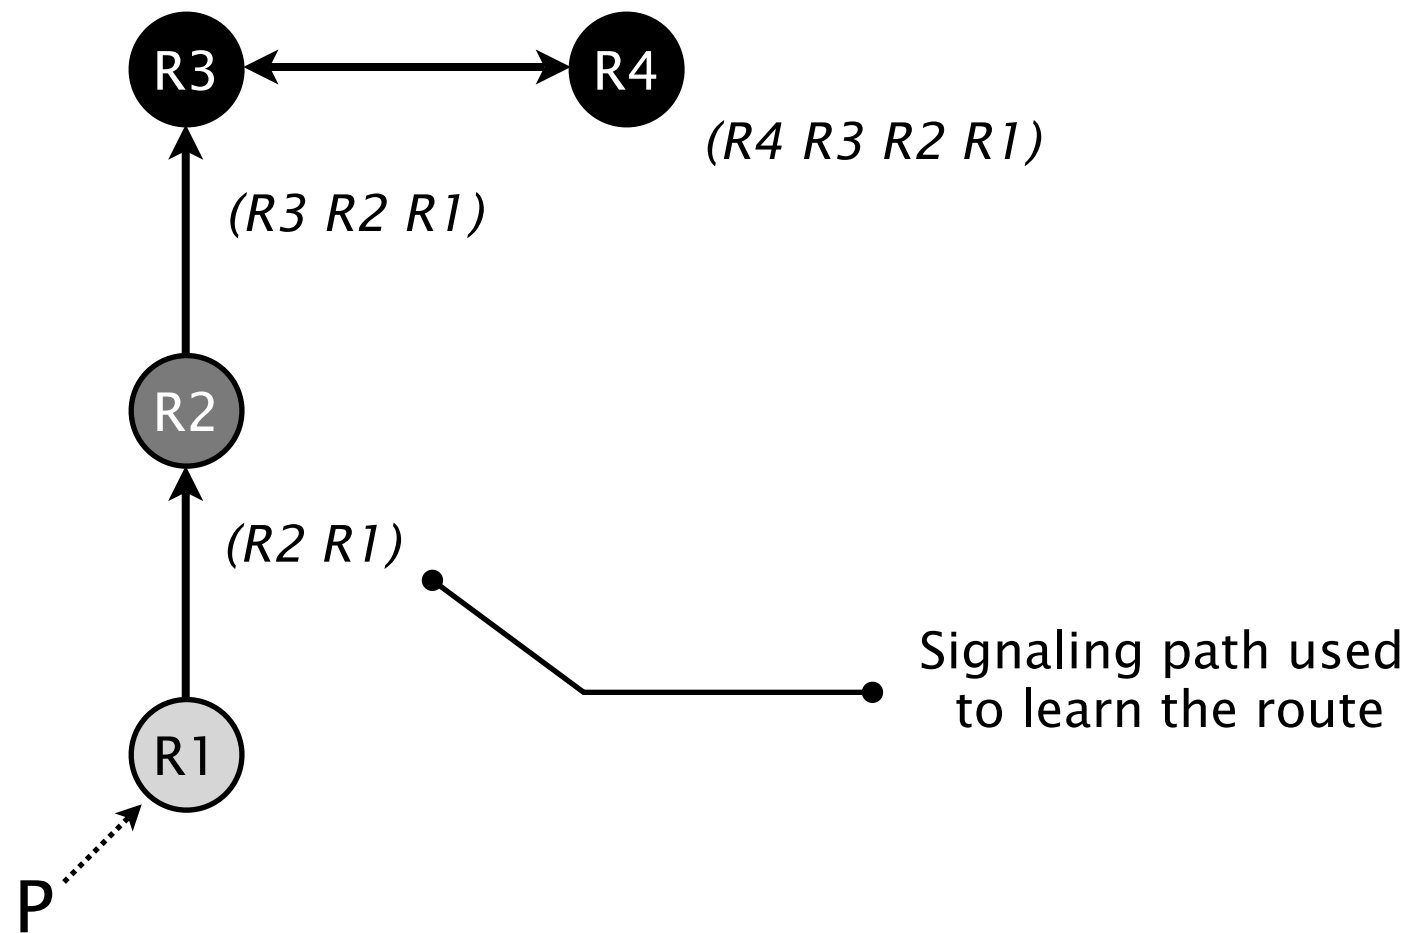 R3
R4
(R4 R3 R2 R1)
(R3 R2 R1)
R2
(R2 R1)
Signaling path used
to learn the route
R1
P